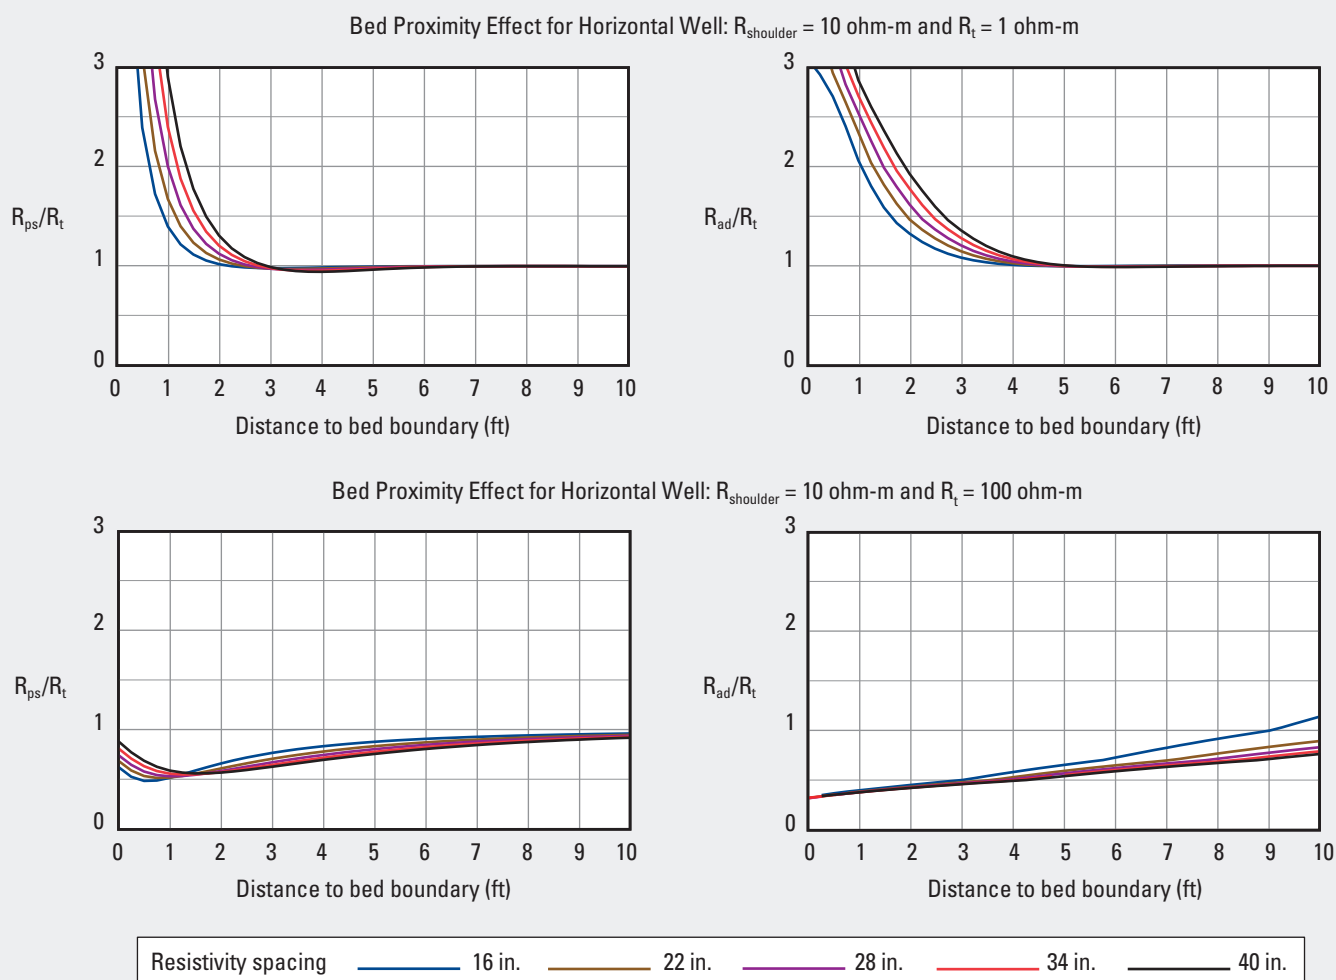 Bed Proximity Effect for Horizontal Well: Rshoulder = 10 ohm-m and Rt = 1 ohm-m
3
2
Rps/Rt
1
0
0 1 2 3 4 5 6 7 8 9 10
Distance to bed boundary (ft)
3
2
Rad/Rt
1
0
0 1 2 3 4 5 6 7 8 9 10
Distance to bed boundary (ft)
Bed Proximity Effect for Horizontal Well: Rshoulder = 10 ohm-m and Rt = 100 ohm-m
3
2
Rps/Rt
1
0
0 1 2 3 4 5 6 7 8 9 10
Distance to bed boundary (ft)
3
2
Rad/Rt
1
0
0 1 2 3 4 5 6 7 8 9 10
Distance to bed boundary (ft)
Resistivity spacing 16 in. 22 in. 28 in. 34 in. 40 in.